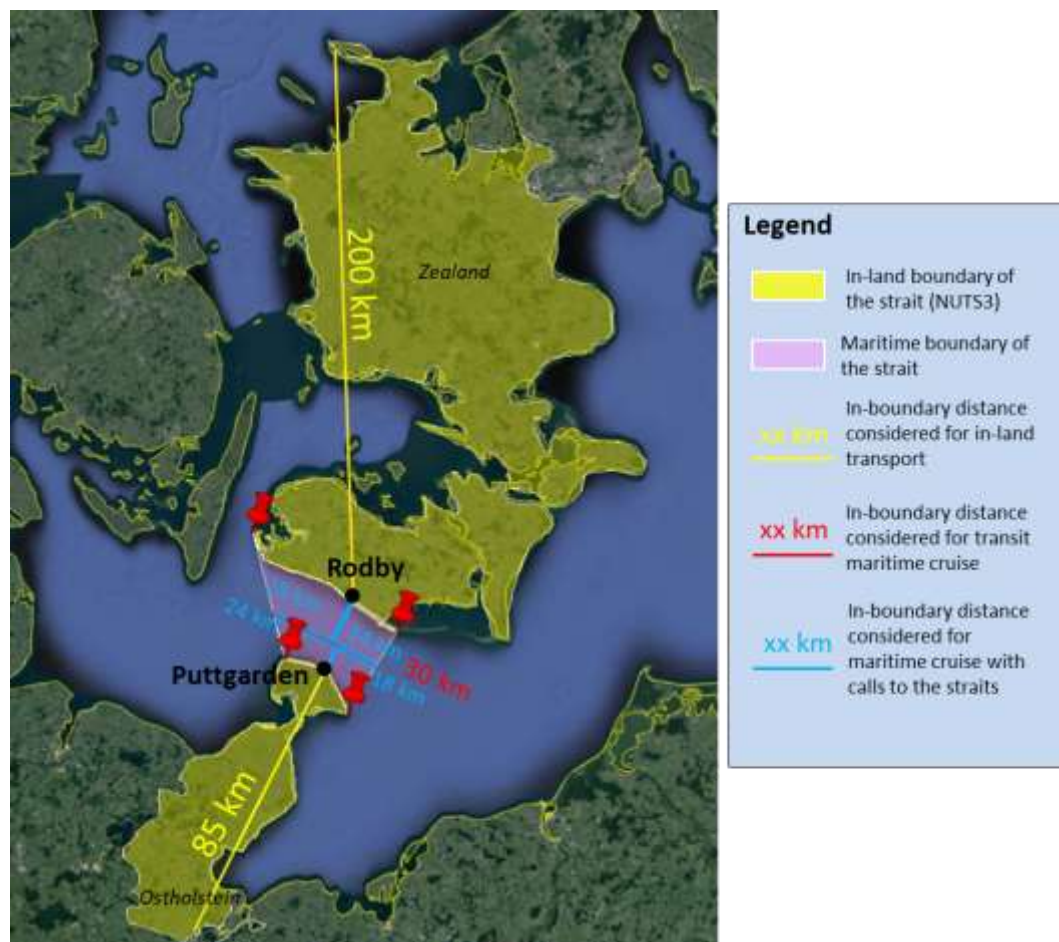 200 km
Zealand
Rodby
24 km
Puttgarden
30 km
18 km
85 km
Ostholstein
Legend
In-land boundary of
the strait (NUTS3)
Maritime boundary of
the strait
xx km
In-boundary distance
considered for in-land
transport
xx km
In-boundary distance
considered for transit
maritime cruise
xx km
In-boundary distance
considered for
maritime cruise with
calls to the straits